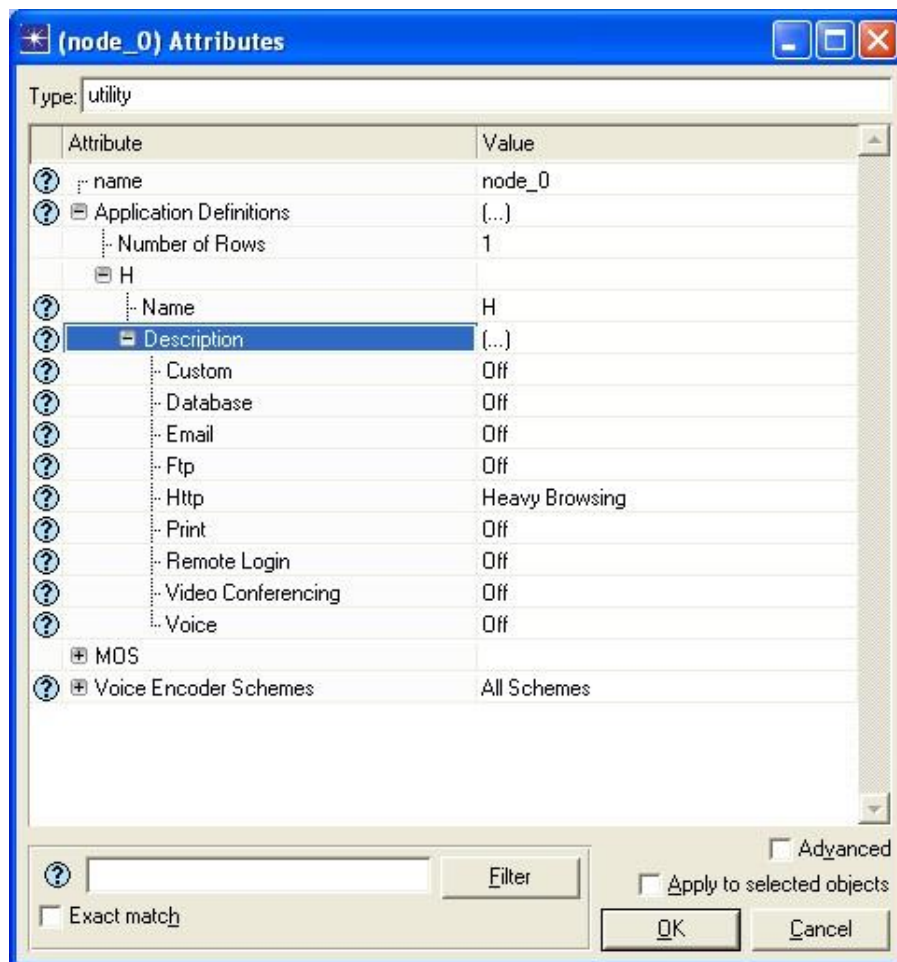 (node_0) Attributes
Type: utility
Attribute Value
name node_0
Application Definitions (...)
Number of Rows 1
H
Name H
Description (...)
Custom Off
Database Off
Email Off
Ftp Off
Http Heavy Browsing
Print Off
Remote Login Off
Video Conferencing Off
Voice Off
MOS
Voice Encoder Schemes All Schemes
Advanced
Filter
Apply to selected objects
Exact match
OK Cancel